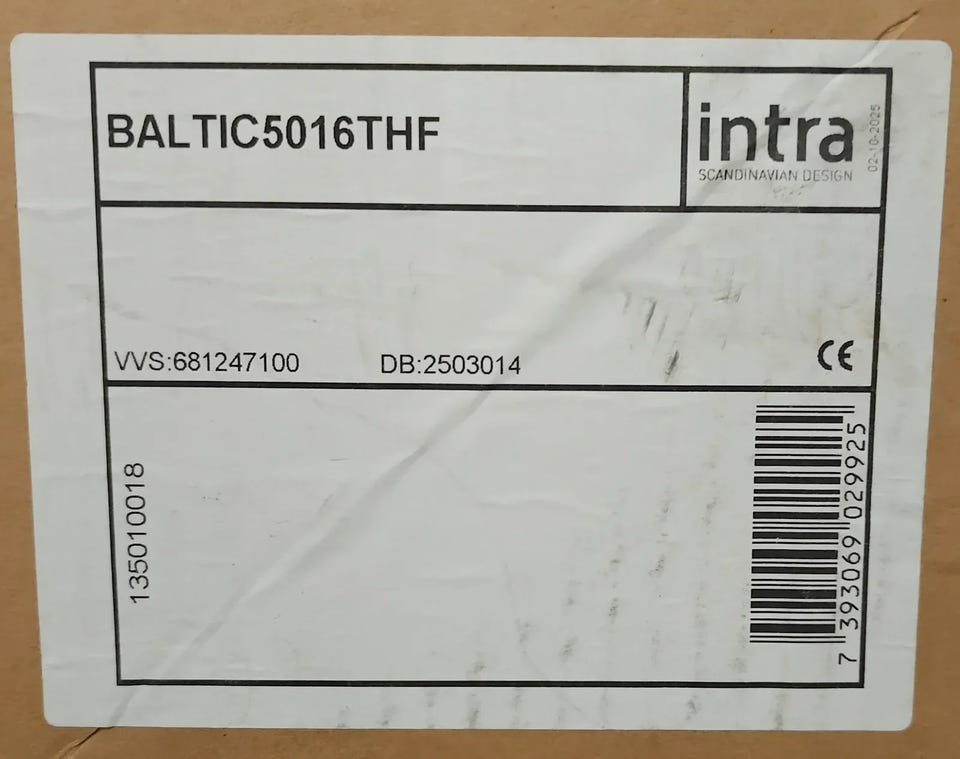 BALTIC5016THF
intra
SCANDINAVIAN DESIGN
02-10-2025
VVS:681247100 DB:2503014
CE
135010018
7 393069 029925